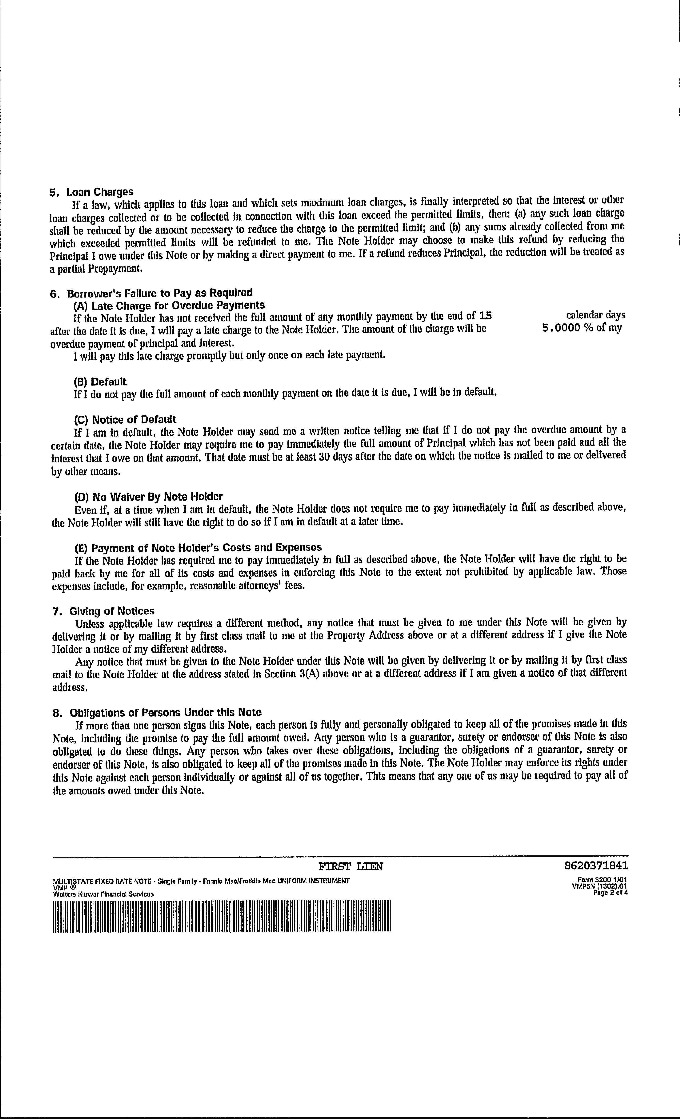 5. Loan Charges
If a law, which applies to this loan and which sets maximum loan charges, is finally interpreted so that the interest or other
loan charges collected or to be collected in connection with this loan exceed the permitted limits, then: (a) any such loan charge
shall be reduced by the amount necessary to reduce the charge to the permitted limit; and (b) any sums already collected from me
which exceeded permitted limits will be refunded to me. The Note Holder may choose to make this refund by reducing the
Principal I owe under this Note or by making a direct payment to me. If a refund reduces Principal, the reduction will be treated as
a partial Prepayment.
6. Borrower's Failure to Pay as Required
(A) Late Charge for Overdue Payments
If the Note Holder has not received the full amount of any monthly payment by the end of 15 calendar days
after the date it is due, I will pay a late charge to the Note Holder. The amount of the charge will be 5.0000 % of my
overdue payment of principal and interest.
I will pay this late charge promptly but only once on each late payment.
(B) Default
If I do not pay the full amount of each monthly payment on the date it is due, I will be in default.
(C) Notice of Default
If I am in default, the Note Holder may send me a written notice telling me that if I do not pay the overdue amount by a
certain date, the Note Holder may require me to pay immediately the full amount of Principal which has not been paid and all the
interest that I owe on that amount. That date must be at least 30 days after the date on which the notice is mailed to me or delivered
by other means.
(D) No Waiver By Note Holder
Even if, at a time when I am in default, the Note Holder does not require me to pay immediately in full as described above,
the Note Holder will still have the right to do so if I am in default at a later time.
(E) Payment of Note Holder's Costs and Expenses
If the Note Holder has required me to pay immediately in full as described above, the Note Holder will have the right to be
paid back by me for all of its costs and expenses in enforcing this Note to the extent not prohibited by applicable law. Those
expenses include, for example, reasonable attorneys' fees.
7. Giving of Notices
Unless applicable law requires a different method, any notice that must be given to me under this Note will be given by
delivering it or by mailing it by first class mail to me at the Property Address above or at a different address if I give the Note
Holder a notice of my different address.
Any notice that must be given to the Note Holder under this Note will be given by delivering it or by mailing it by first class
mail to the Note Holder at the address stated in Section 3(A) above or at a different address if I am given a notice of that different
address.
8. Obligations of Persons Under this Note
If more than one person signs this Note, each person is fully and personally obligated to keep all of the promises made in this
Note, including the promise to pay the full amount owed. Any person who is a guarantor, surety or endorser of this Note is also
obligated to do these things. Any person who takes over these obligations, including the obligations of a guarantor, surety or
endorser of this Note, is also obligated to keep all of the promises made in this Note. The Note Holder may enforce its rights under
this Note against each person individually or against all of us together. This means that any one of us may be required to pay all of
the amounts owed under this Note.
FIRST LIEN 8620371841
MULTISTATE FIXED RATE NOTE - Single Family - Fannie Mae/Freddie Mac UNIFORM INSTRUMENT Form 3200 1/01
VMP ® VMP5N (1302).01
Wolters Kluwer Financial Services Page 2 of 4